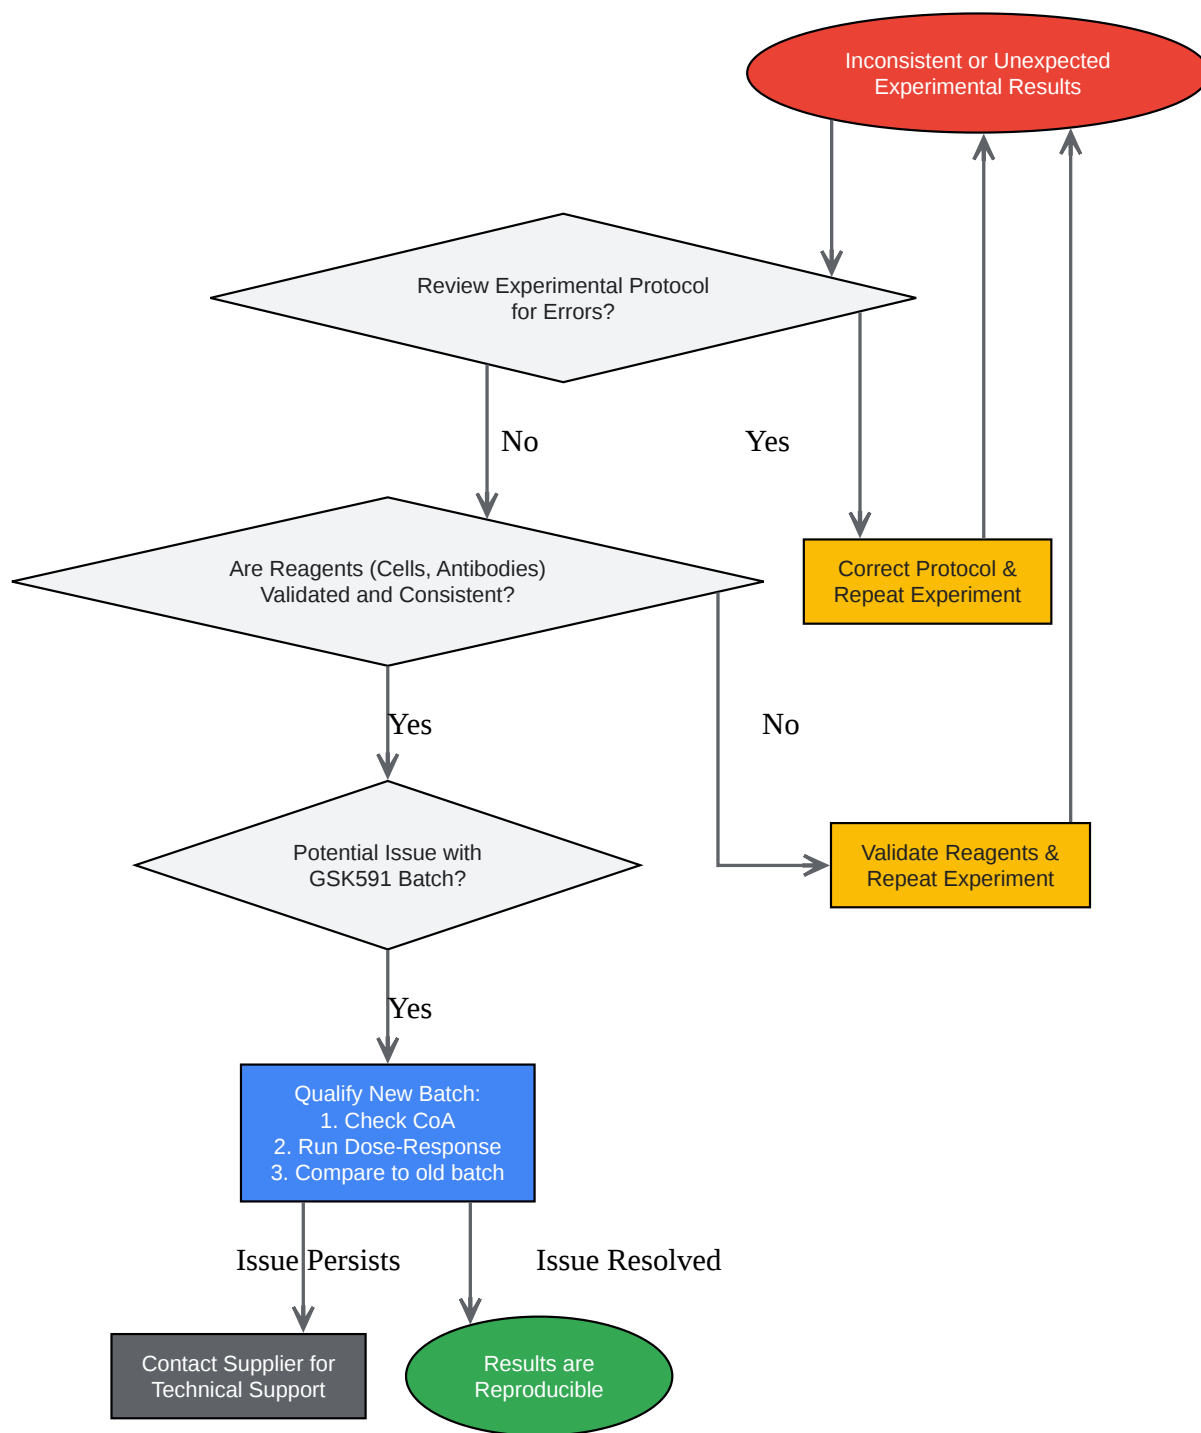 Inconsistent or Unexpected
Experimental Results
Review Experimental Protocol
for Errors?
No
Yes
Are Reagents (Cells, Antibodies)
Validated and Consistent?
Correct Protocol &
Repeat Experiment
Yes
No
Potential Issue with
GSK591 Batch?
Validate Reagents &
Repeat Experiment
Yes
Qualify New Batch:
1. Check CoA
2. Run Dose-Response
3. Compare to old batch
Issue Persists
Issue Resolved
Contact Supplier for
Technical Support
Results are
Reproducible